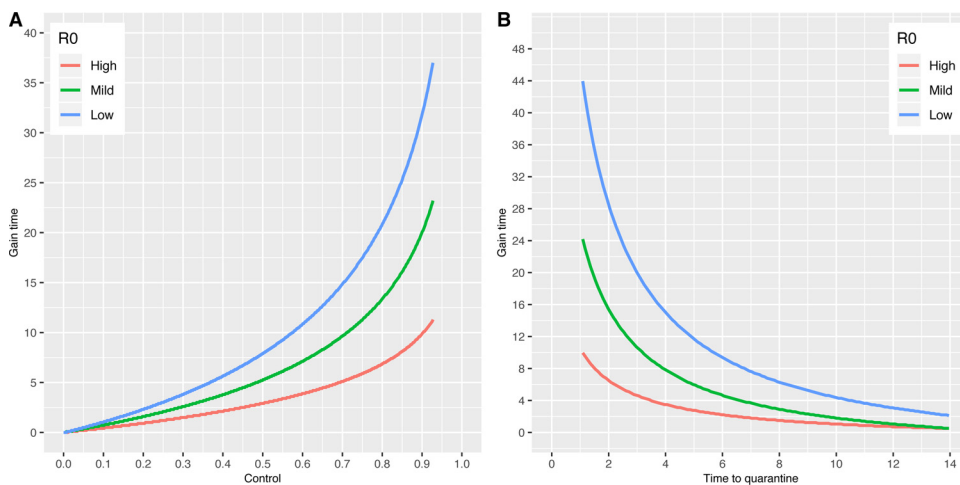 A
R0
High
Mild
Low
40
35
30
25
20
15
10
5
0
Gain time
0.0 0.1 0.2 0.3 0.4 0.5 0.6 0.7 0.8 0.9 1.0
Control
B
R0
High
Mild
Low
48
44
40
36
32
28
24
20
16
12
8
4
0
Gain time
0 2 4 6 8 10 12 14
Time to quarantine